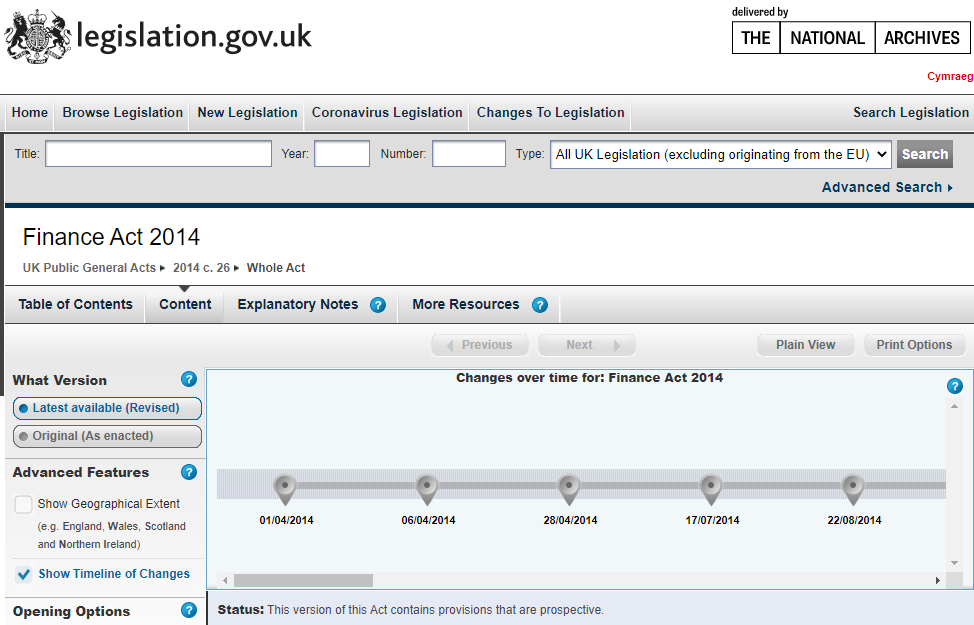 delivered by
legislation.gov.uk
THE NATIONAL ARCHIVES
Cymraeg
Home Browse Legislation New Legislation Coronavirus Legislation Changes To Legislation Search Legislation
Title: Year: Number: Type: All UK Legislation (excluding originating from the EU) Search
Advanced Search
Finance Act 2014
UK Public General Acts 2014 c. 26 Whole Act
Table of Contents Content Explanatory Notes ? More Resources ?
Previous Next Plain View Print Options
What Version ?
Latest available (Revised)
Original (As enacted)
Advanced Features ?
Show Geographical Extent
(e.g. England, Wales, Scotland
and Northern Ireland)
Show Timeline of Changes
Opening Options ?
Changes over time for: Finance Act 2014
?
01/04/2014 06/04/2014 28/04/2014 17/07/2014 22/08/2014
Status: This version of this Act contains provisions that are prospective.